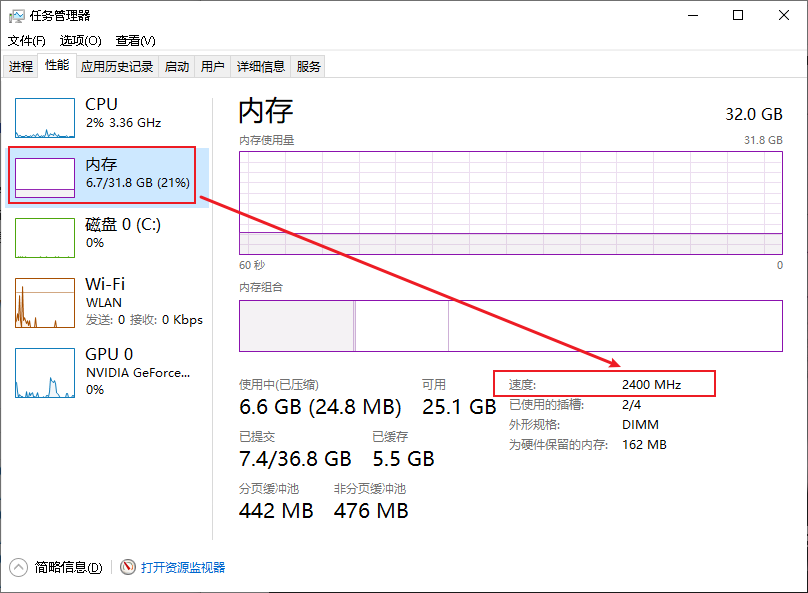 任务管理器
文件(F) 选项(O) 查看(V)
进程 性能 应用历史记录 启动 用户 详细信息 服务
CPU
2% 3.36 GHz
内存
6.7/31.8 GB (21%)
磁盘 0 (C:)
0%
Wi-Fi
WLAN
发送: 0 接收: 0 Kbps
GPU 0
NVIDIA GeForce...
0%
内存 32.0 GB
内存使用量 31.8 GB
60 秒 0
内存组合
使用中(已压缩) 可用
6.6 GB (24.8 MB) 25.1 GB
已提交 已缓存
7.4/36.8 GB 5.5 GB
分页缓冲池 非分页缓冲池
442 MB 476 MB
速度: 2400 MHz
已使用的插槽: 2/4
外形规格: DIMM
为硬件保留的内存: 162 MB
简略信息(D) 打开资源监视器